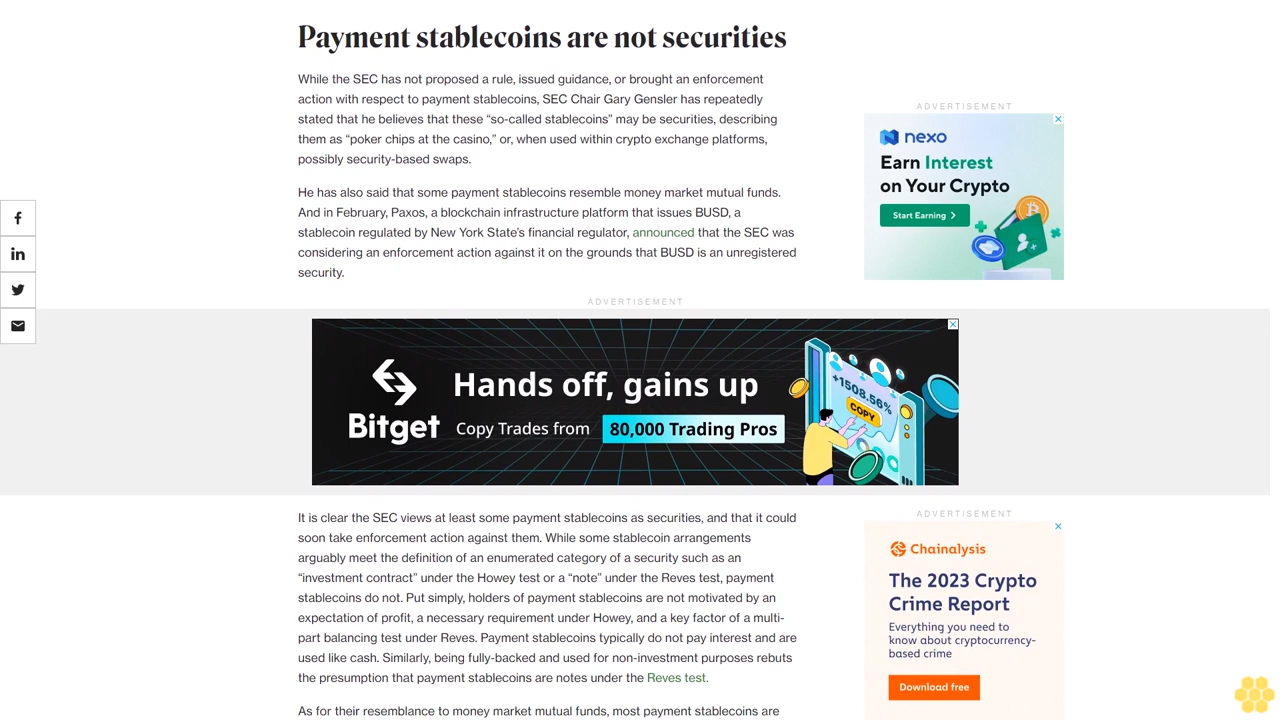 Payment stablecoins are not securities
While the SEC has not proposed a rule, issued guidance, or brought an enforcement
action with respect to payment stablecoins, SEC Chair Gary Gensler has repeatedly
stated that he believes that these “so-called stablecoins” may be securities, describing
them as “poker chips at the casino,” or, when used within crypto exchange platforms,
possibly security-based swaps.
He has also said that some payment stablecoins resemble money market mutual funds.
And in February, Paxos, a blockchain infrastructure platform that issues BUSD, a
stablecoin regulated by New York State’s financial regulator, announced that the SEC was
considering an enforcement action against it on the grounds that BUSD is an unregistered
security.
ADVERTISEMENT
nexo
Earn Interest
on Your Crypto
Start Earning
ADVERTISEMENT
Bitget
Hands off, gains up
Copy Trades from 80,000 Trading Pros
+1508.56%
COPY
It is clear the SEC views at least some payment stablecoins as securities, and that it could
soon take enforcement action against them. While some stablecoin arrangements
arguably meet the definition of an enumerated category of a security such as an
“investment contract” under the Howey test or a “note” under the Reves test, payment
stablecoins do not. Put simply, holders of payment stablecoins are not motivated by an
expectation of profit, a necessary requirement under Howey, and a key factor of a multi-
part balancing test under Reves. Payment stablecoins typically do not pay interest and are
used like cash. Similarly, being fully-backed and used for non-investment purposes rebuts
the presumption that payment stablecoins are notes under the Reves test.
As for their resemblance to money market mutual funds, most payment stablecoins are
ADVERTISEMENT
Chainalysis
The 2023 Crypto
Crime Report
Everything you need to
know about cryptocurrency-
based crime
Download free